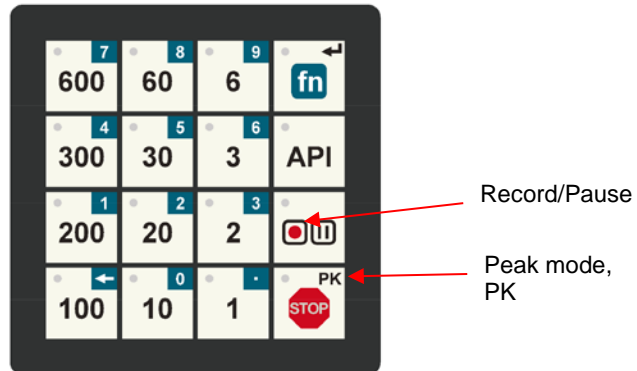 7 8 9
600 60 6 fn
4 5 6
300 30 3 API
1 2 3
200 20 2
Record/Pause
0 · PK
100 10 1 STOP
Peak mode,
PK